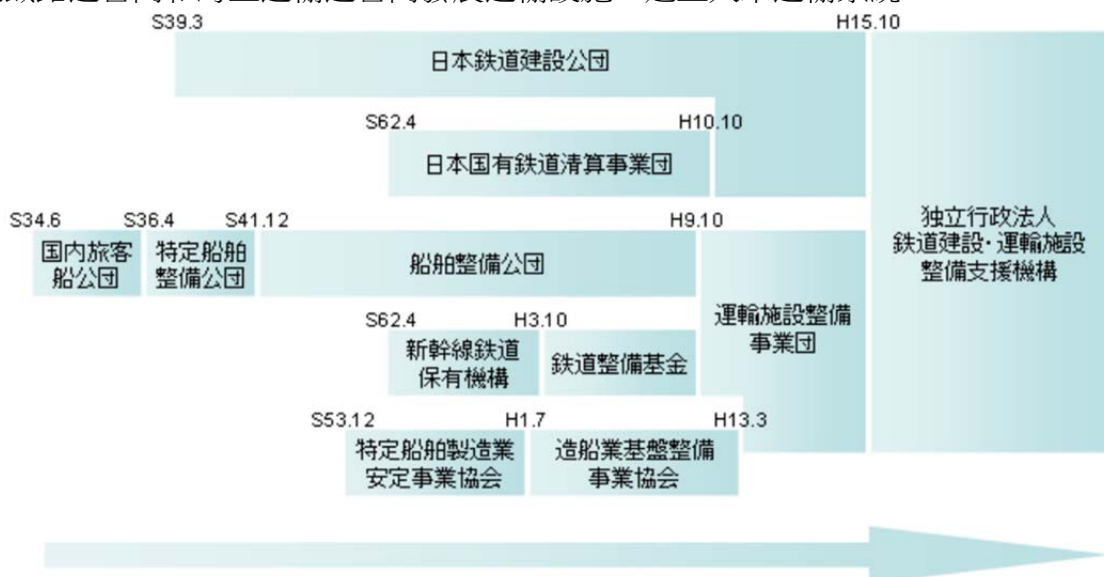 S39.3
H15.10
日本鉄道建設公団
S62.4
H10.10
日本国有鉄道清算事業団
S34.6
S36.4
S41.12
H9.10
国内旅客
船公団
特定船舶
整備公団
船舶整備公団
独立行政法人
鉄道建設・運輸施設
整備支援機構
運輸施設整備
事業団
S62.4
H3.10
新幹線鉄道
保有機構
鉄道整備基金
S53.12
H1.7
H13.3
特定船舶製造業
安定事業協会
造船業基盤整備
事業協会